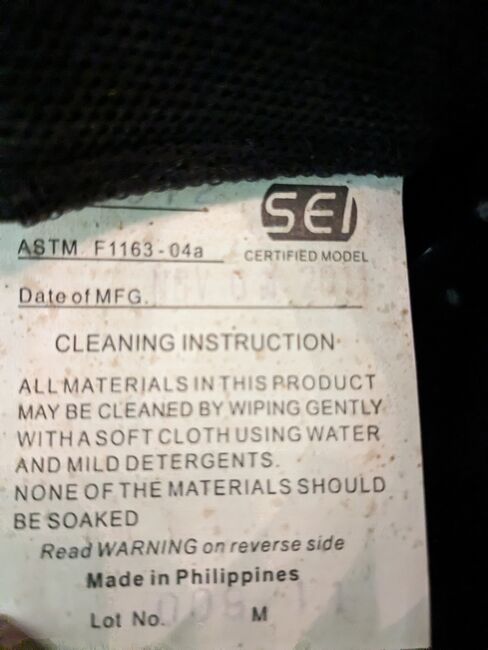 SEI
ASTM F1163-04a
CERTIFIED MODEL
Date of MFG.
CLEANING INSTRUCTION
ALL MATERIALS IN THIS PRODUCT
MAY BE CLEANED BY WIPING GENTLY
WITH A SOFT CLOTH USING WATER
AND MILD DETERGENTS.
NONE OF THE MATERIALS SHOULD
BE SOAKED
Read WARNING on reverse side
Made in Philippines
Lot No. M